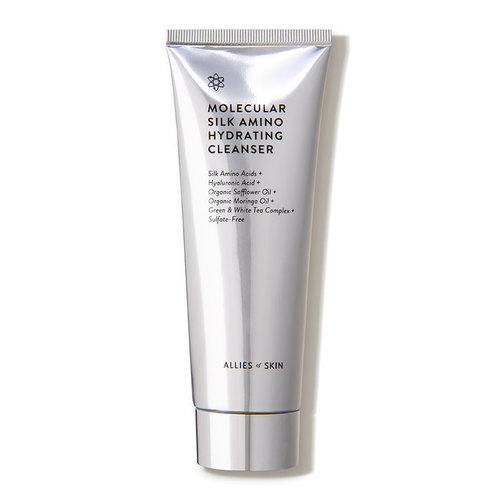 MOLECULAR
SILK AMINO
HYDRATING
CLEANSER
Silk Amino Acids +
Hyaluronic Acid +
Organic Safflower Oil +
Organic Moringa Oil +
Green & White Tea Complex +
Sulfate-Free
ALLIES of SKIN